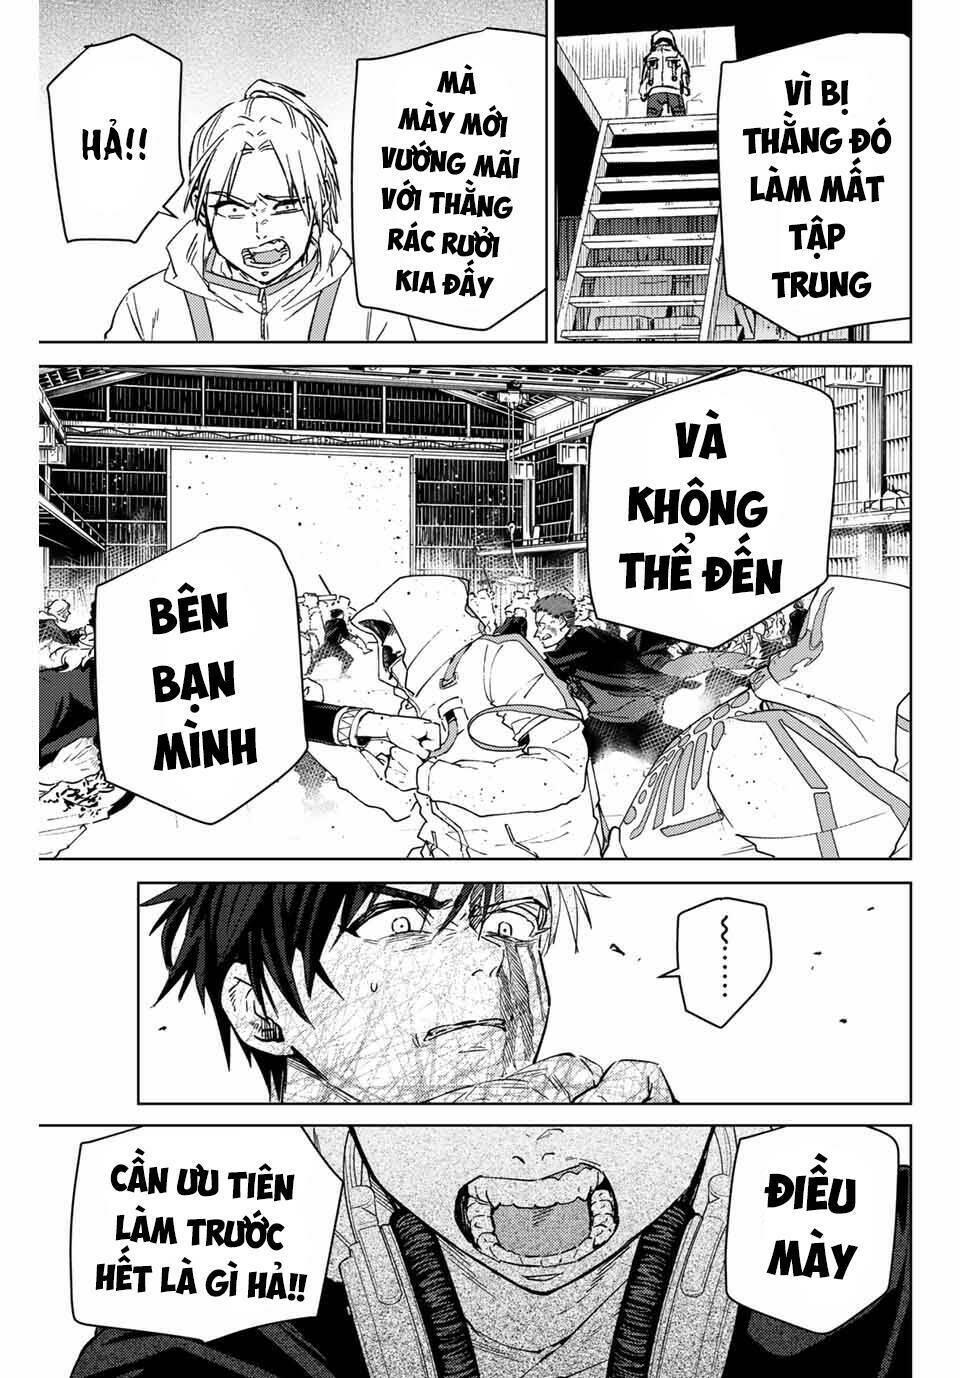 VÌ BỊ
THẰNG ĐÓ
LÀM MẤT
TẬP
TRUNG
MÀ
MÀY MỚI
VƯỚNG MÃI
VỚI THẰNG
RÁC RƯỞI
KIA ĐẤY
HẢ!!
VÀ
KHÔNG
THỂ ĐẾN
BÊN
BẠN
MÌNH
ĐIỀU
MÀY
CẦN ƯU TIÊN
LÀM TRƯỚC
HẾT LÀ GÌ HẢ!!